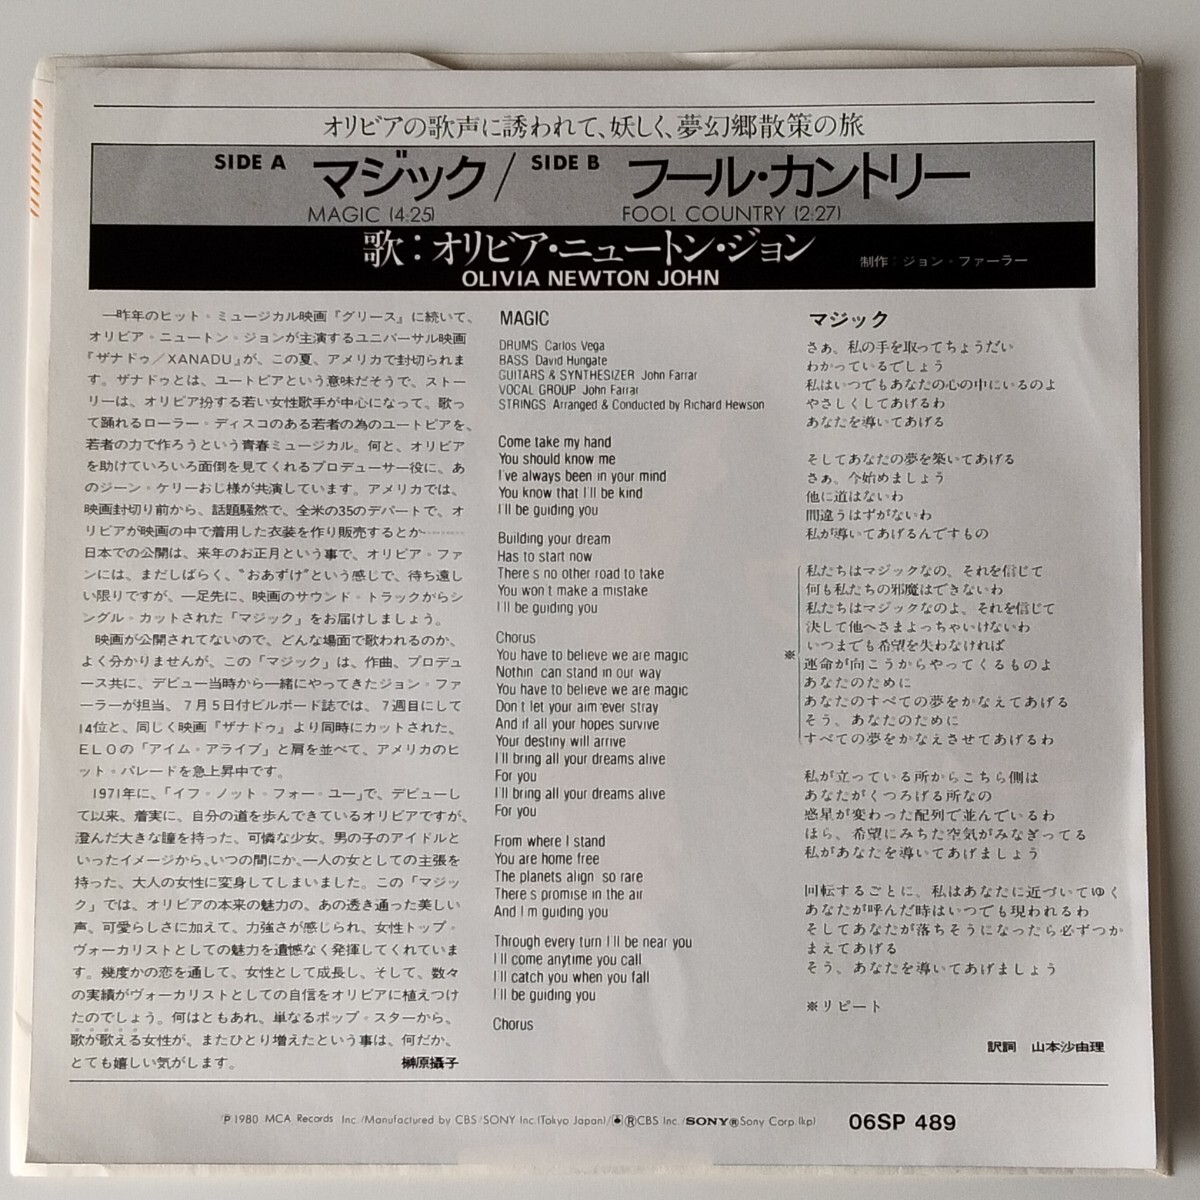 オリビアの歌声に誘われて、妖しく、夢幻郷散策の旅
SIDE A マジック/ SIDE B フール・カントリー
MAGIC (4:25) FOOL COUNTRY (2:27)
歌：オリビア・ニュートン・ジョン 制作：ジョン・ファーラー
OLIVIA NEWTON JOHN
一昨年のヒット・ミュージカル映画『グリース』に続いて、
オリビア・ニュートン・ジョンが主演するユニバーサル映画
『ザナドゥ／XANADU』が、この夏、アメリカで封切られま
す。ザナドゥとは、ユートピアという意味だそうで、ストー
リーは、オリビア扮する若い女性歌手が中心になって、歌っ
て踊れるローラー・ディスコのある若者の為のユートピアを、
若者の力で作ろうという青春ミュージカル。何と、オリビア
を助けていろいろ面倒を見てくれるプロデューサー役に、あ
のジーン・ケリーおじ様が共演しています。アメリカでは、
映画封切り前から、話題騒然で、全米の35のデパートで、オ
リビアが映画の中で着用した衣装を作り販売するとか………
日本での公開は、来年のお正月という事で、オリビア・ファ
ンには、まだしばらく、“おあずけ”という感じで、待ち遠し
い限りですが、一足先に、映画のサウンド・トラックからシ
ングル・カットされた「マジック」をお届けしましょう。
映画が公開されてないので、どんな場面で歌われるのか、
よく分かりませんが、この「マジック」は、作曲、プロデュ
ース共に、デビュー当時から一緒にやってきたジョン・ファ
ーラーが担当、７月５日付ビルボード誌では、７週目にして
14位と、同じく映画『ザナドゥ』より同時にカットされた、
ＥＬＯの「アイム・アライブ」と肩を並べて、アメリカのヒ
ット・パレードを急上昇中です。
1971年に、「イフ・ノット・フォー・ユー」で、デビューし
て以来、着実に、自分の道を歩んできているオリビアですが、
澄んだ大きな瞳を持った、可憐な少女、男の子のアイドルと
いったイメージから、いつの間にか、一人の女としての主張を
持った、大人の女性に変身してしまいました。この「マジッ
ク」では、オリビアの本来の魅力の、あの透き通った美しい
声、可愛らしさに加えて、力強さが感じられ、女性トップ・
ヴォーカリストとしての魅力を遺憾なく発揮してくれていま
す。幾度かの恋を通して、女性として成長し、そして、数々
の実績がヴォーカリストとしての自信をオリビアに植えつけ
たのでしょう。何はともあれ、単なるポップ・スターから、
歌が歌える女性が、またひとり増えたという事は、何だか、
とても嬉しい気がします。 榊原攝子
MAGIC
DRUMS Carlos Vega
BASS David Hungate
GUITARS & SYNTHESIZER John Farrar
VOCAL GROUP John Farrar
STRINGS Arranged & Conducted by Richard Hewson
Come take my hand
You should know me
I've always been in your mind
You know that I'll be kind
I'll be guiding you
Building your dream
Has to start now
There's no other road to take
You won't make a mistake
I'll be guiding you
Chorus
You have to believe we are magic
Nothin' can stand in our way
You have to believe we are magic
Don't let your aim ever stray
And if all your hopes survive
Your destiny will arrive
I'll bring all your dreams alive
For you
I'll bring all your dreams alive
For you
From where I stand
You are home free
The planets align so rare
There's promise in the air
And I'm guiding you
Through every turn I'll be near you
I'll come anytime you call
I'll catch you when you fall
I'll be guiding you
Chorus
マジック
さぁ、私の手を取ってちょうだい
わかっているでしょう
私はいつでもあなたの心の中にいるのよ
やさしくしてあげるわ
あなたを導いてあげる
そしてあなたの夢を築いてあげる
さぁ、今始めましょう
他に道はないわ
間違うはずがないわ
私が導いてあげるんですもの
私たちはマジックなの、それを信じて
何も私たちの邪魔はできないわ
私たちはマジックなのよ、それを信じて
決して他へさまよっちゃいけないわ
※ いつまでも希望を失わなければ
運命が向こうからやってくるものよ
あなたのために
あなたのすべての夢をかなえてあげる
そう、あなたのために
すべての夢をかなえさせてあげるわ
私が立っている所からこちら側は
あなたがくつろげる所なの
惑星が変わった配列で並んでいるわ
ほら、希望にみちた空気がみなぎってる
私があなたを導いてあげましょう
回転するごとに、私はあなたに近づいてゆく
あなたが呼んだ時はいつでも現われるわ
そしてあなたが落ちそうになったら必ずつか
まえてあげる
そう、あなたを導いてあげましょう
※リピート
訳詞 山本沙由理
Ⓟ1980 MCA Records Inc./Manufactured by CBS/SONY Inc.(Tokyo Japan)/®CBS Inc./SONY®Sony Corp.(kp) 06SP 489